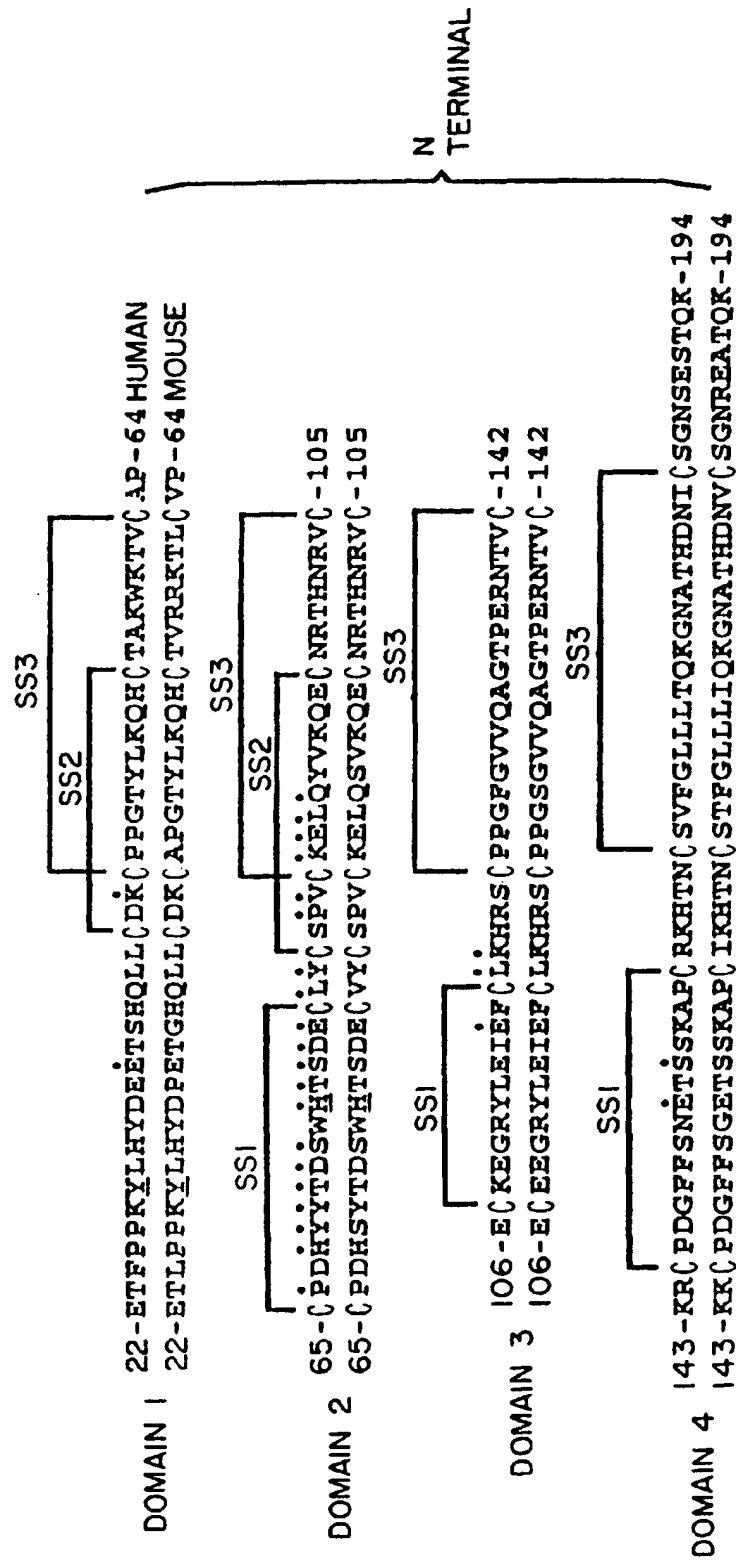 SS3
SS2
DOMAIN 1 22-ETFPPKYLHYDEETSHQLLCDKCPPGTYLKQHCTAKWKTVCAP-64 HUMAN
22-ETLPPKYLHYDPETGHQLLCDKCAPGTYLKQHCTVRRKTLCVP-64 MOUSE
SS3
SS1
SS2
DOMAIN 2 65-CPDHYYTDSWHTSDECLYCSPVCKELQYVKQECNRTHNRVC-105
65-CPDHSYTDSWHTSDECVYCSPVCKELQSVKQECNRTHNRVC-105
SS1
SS3
DOMAIN 3 106-ECKEGRYLEIEFCLKHRSCPPGFGVVQAGTPERNTVC-142
106-ECEEGRYLEIEFCLKHRSCPPGSGVVQAGTPERNTVC-142
SS1
SS3
DOMAIN 4 143-KRCPDGFFSNETSSKAPCRKHTNCSVFGLLLTQKGNATHDNICSGNSESTQK-194
143-KKCPDGFFSGETSSKAPCIKHTNCSTFGLLLIQKGNATHDNVCSGNREATQK-194
N
TERMINAL